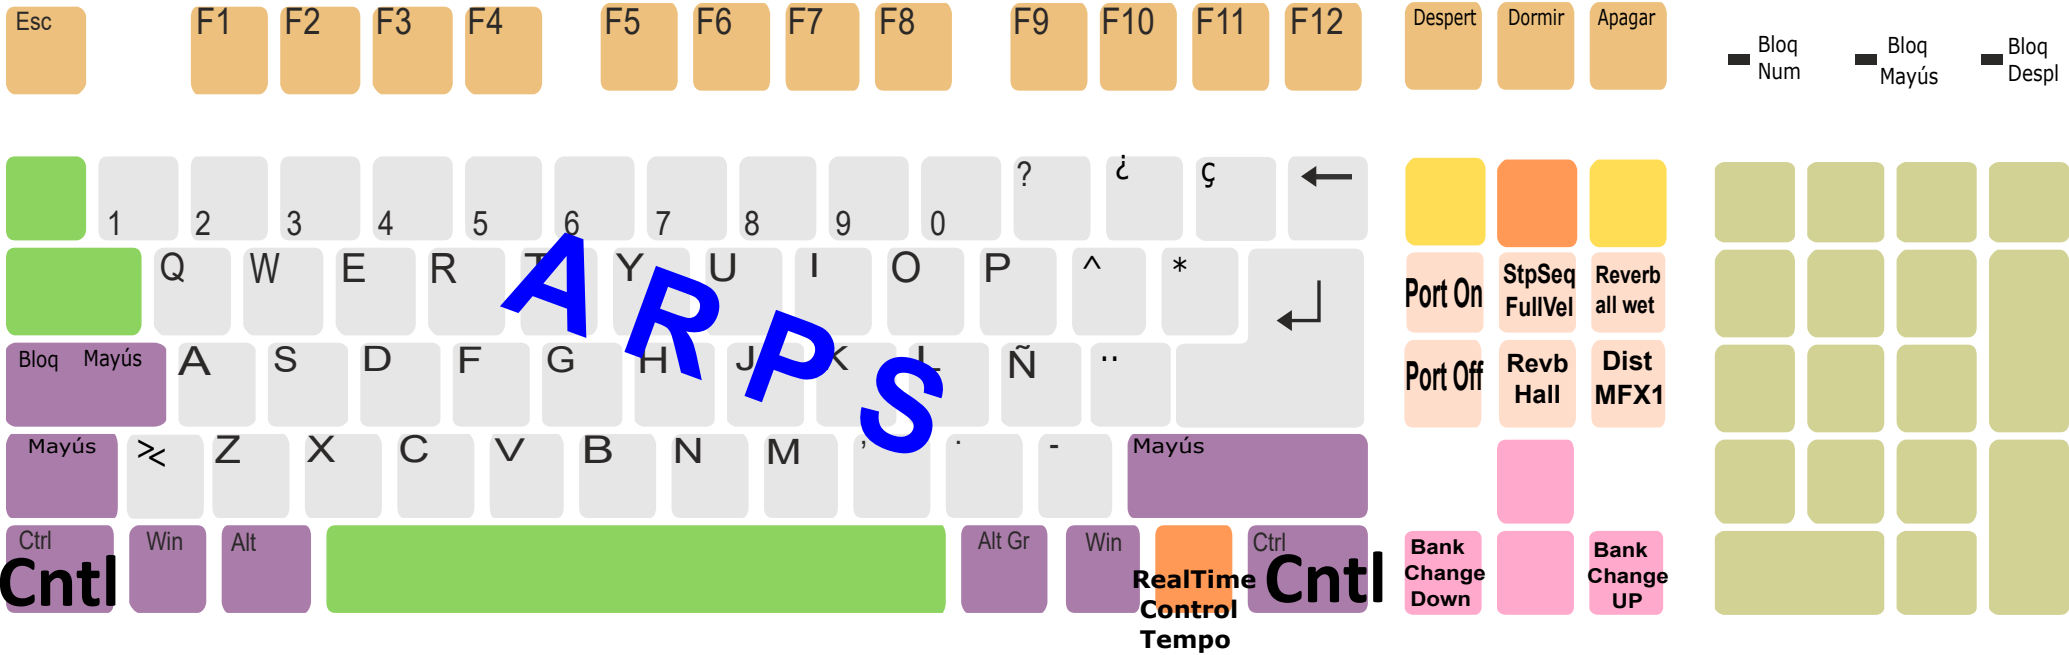 Esc F1 F2 F3 F4 F5 F6 F7 F8 F9 F10 F11 F12 Despert Dormir Apagar
Bloq
Num
Bloq
Mayús
Bloq
Despl
1 2 3 4 5 6 7 8 9 0 ? ¿ ç
Q W E R T Y U I O P ^ *
Bloq Mayús A S D F G H J K L Ñ ¨
Mayús >< Z X C V B N M , . - Mayús
Ctrl Win Alt Alt Gr Win Ctrl
ARPS
Cntl
RealTime
Control
Tempo
Cntl
Port On
StpSeq
FullVel
Reverb
all wet
Port Off
Revb
Hall
Dist
MFX1
Bank
Change
Down
Bank
Change
UP